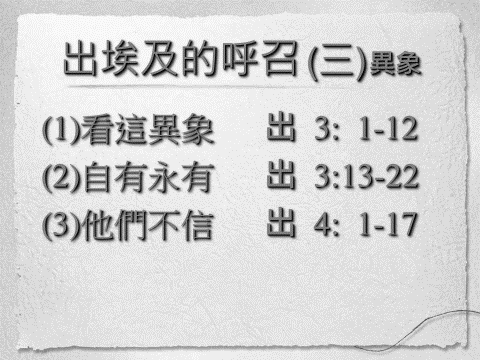 出埃及的呼召 (三)異象
(1)看這異象 出 3: 1-12
(2)自有永有 出 3:13-22
(3)他們不信 出 4: 1-17